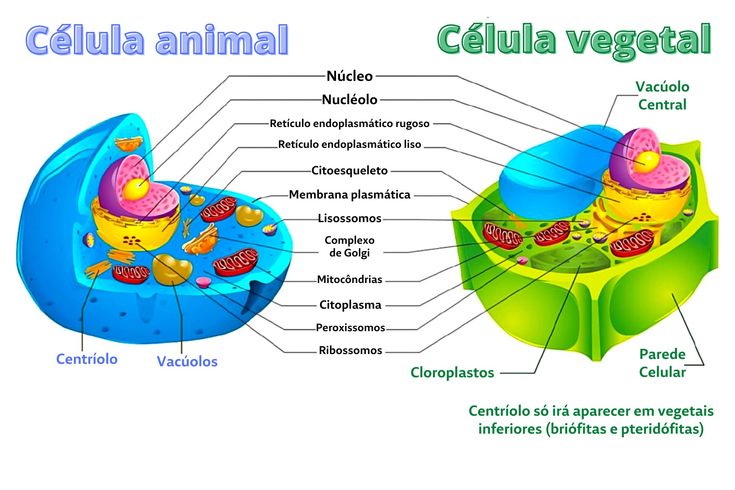 Célula animal
Célula vegetal
Núcleo
Nucléolo
Retículo endoplasmático rugoso
Retículo endoplasmático liso
Citoesqueleto
Membrana plasmática
Lisossomos
Complexo
de Golgi
Mitocôndrias
Citoplasma
Peroxissomos
Ribossomos
Vacúolo
Central
Centríolo
Vacúolos
Cloroplastos
Parede
Celular
Centríolo só irá aparecer em vegetais
inferiores (briófitas e pteridófitas)